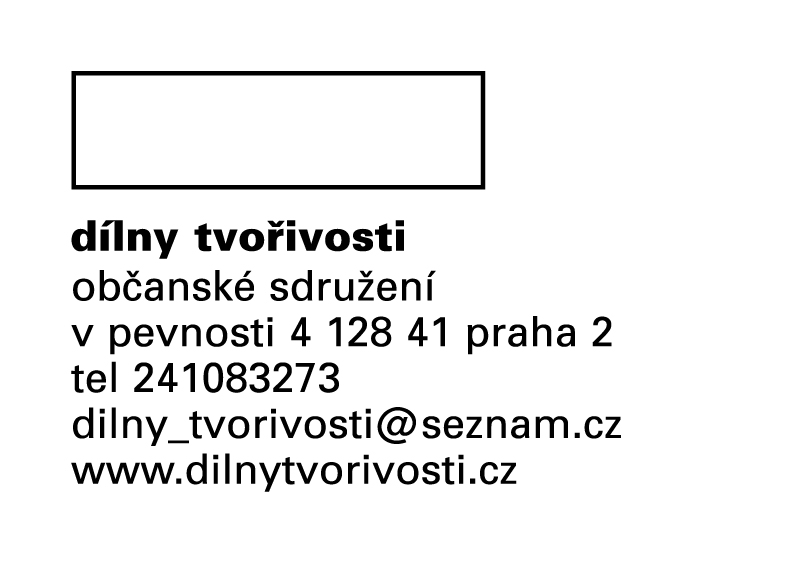 dílny tvořivosti
občanské sdružení
v pevnosti 4 128 41 praha 2
tel 241083273
dilny_tvorivosti@seznam.cz
www.dilnytvorivosti.cz